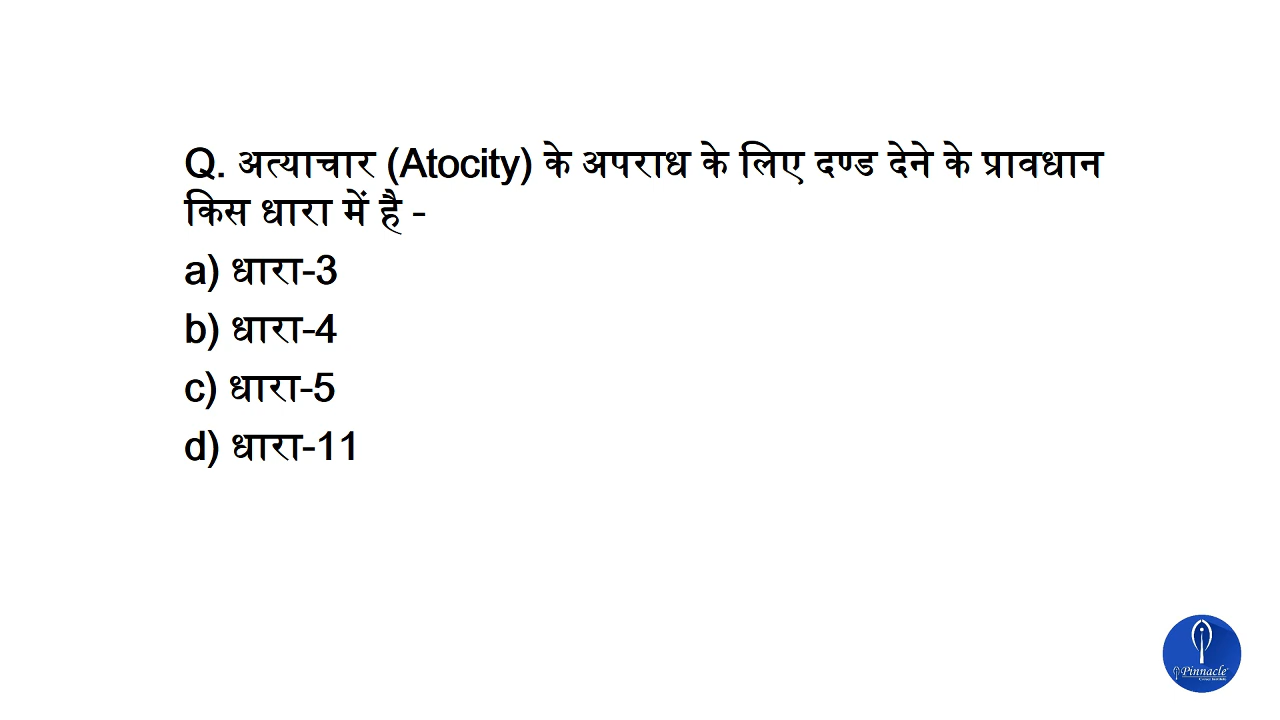 Q. अत्याचार (Atocity) के अपराध के लिए दण्ड देने के प्रावधान
किस धारा में है -
a) धारा-3
b) धारा-4
c) धारा-5
d) धारा-11
Pinnacle